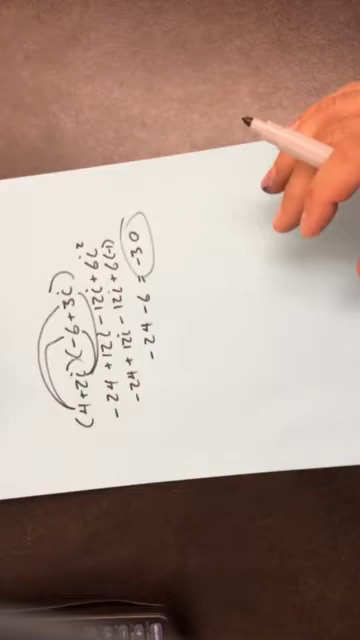 (4+2i)(-6+3i)
-24 +12i -12i +6i²
-24 + 12i - 12i + 6(-1)
-24 - 6 = -30